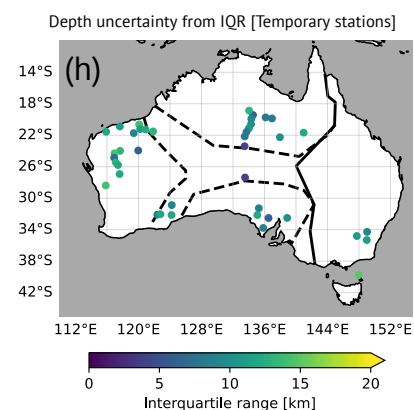 Depth uncertainty from IQR [Temporary stations]
(h)
14°S
18°S
22°S
26°S
30°S
34°S
38°S
42°S
112°E 120°E 128°E 136°E 144°E 152°E
0 5 10 15 20
Interquartile range [km]